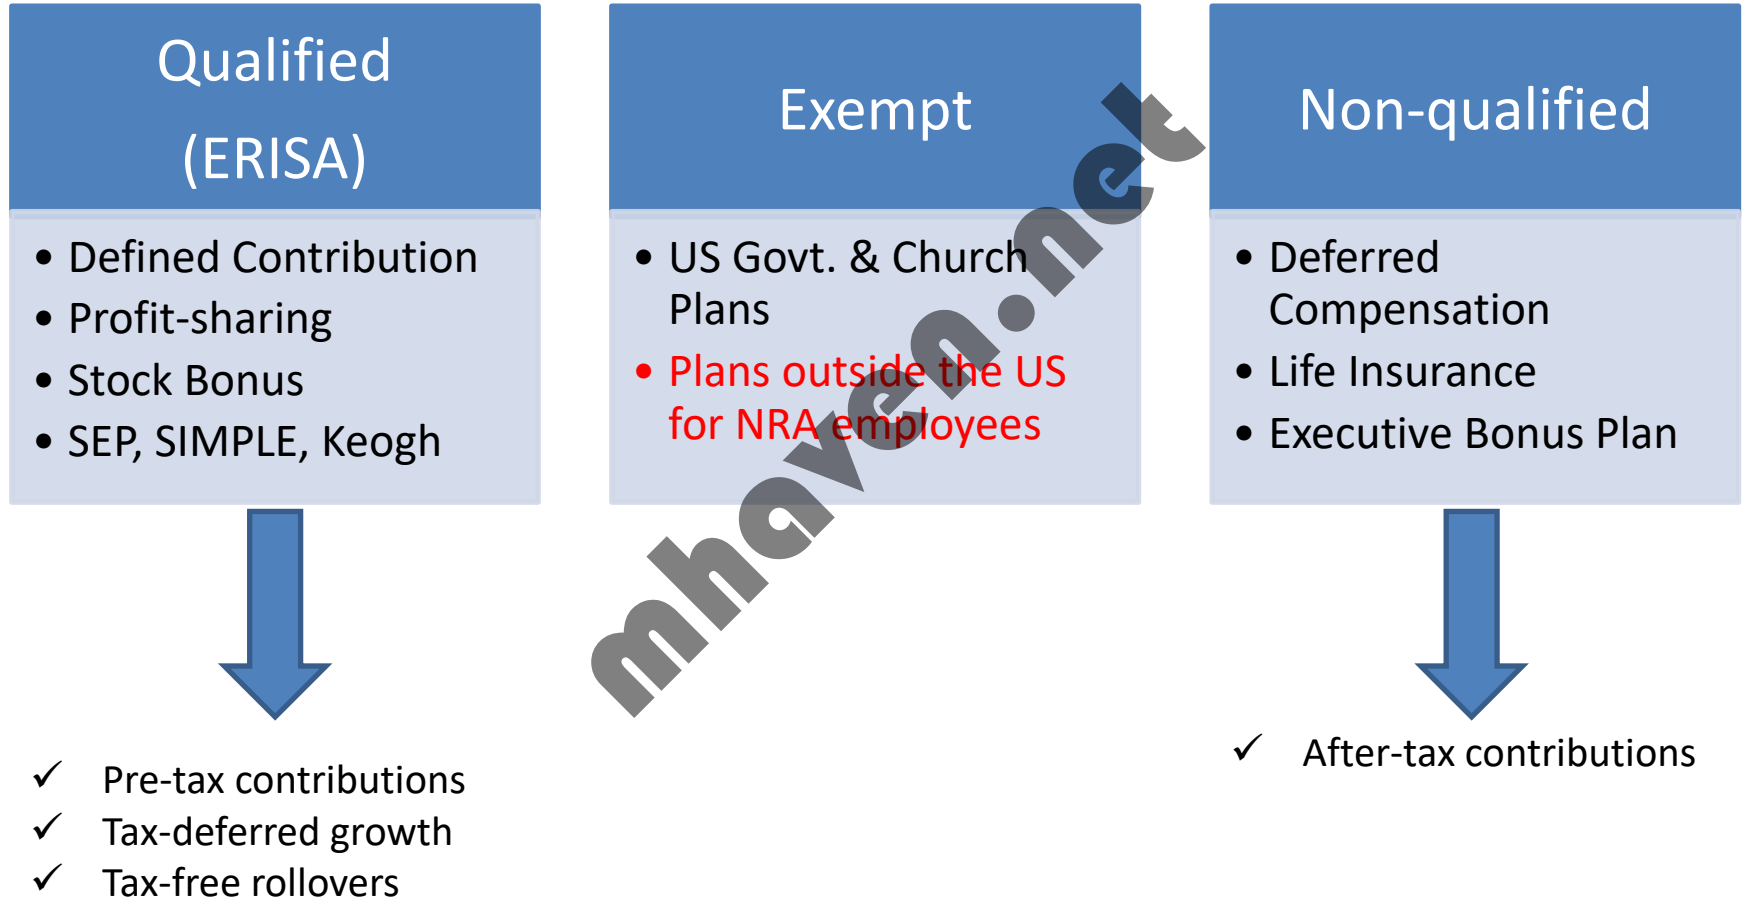 Qualified
(ERISA)
• Defined Contribution
• Profit-sharing
• Stock Bonus
• SEP, SIMPLE, Keogh
✓ Pre-tax contributions
✓ Tax-deferred growth
✓ Tax-free rollovers
Exempt
• US Govt. & Church
Plans
• Plans outside the US
for NRA employees
Non-qualified
• Deferred
Compensation
• Life Insurance
• Executive Bonus Plan
✓ After-tax contributions
mhaven.net